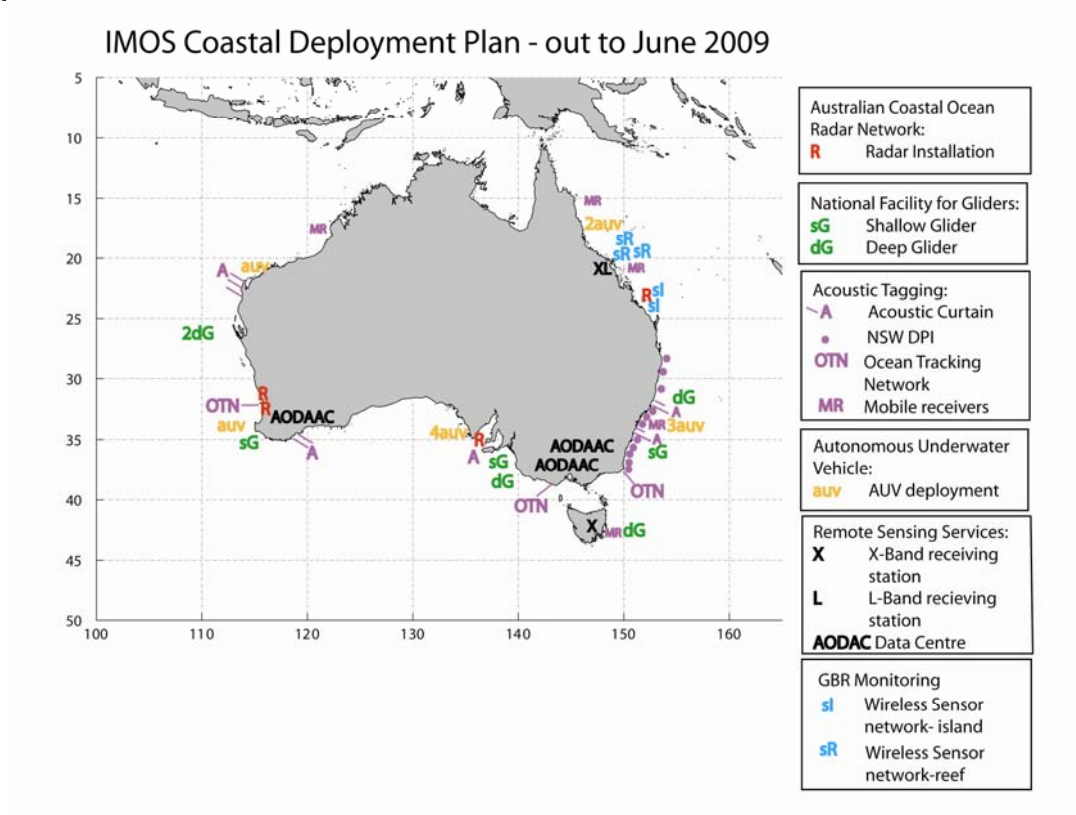 IMOS Coastal Deployment Plan - out to June 2009
5
10
15
20
25
30
35
40
45
50
100
110
120
130
140
150
160
MR
2auv
MR
sR
sR
sR
auv
A
XL
MR
R
sI
sI
2dG
R
R
OTN
AODAAC
auv
sG
A
4auv
R
A
sG
dG
OTN
AODAAC
AODAAC
dG
A
MR
3auv
A
sG
OTN
X
MR
dG
Australian Coastal Ocean
Radar Network:
R Radar Installation
National Facility for Gliders:
sG Shallow Glider
dG Deep Glider
Acoustic Tagging:
A Acoustic Curtain
NSW DPI
OTN Ocean Tracking
Network
MR Mobile receivers
Autonomous Underwater
Vehicle:
auv AUV deployment
Remote Sensing Services:
X X-Band receiving
station
L L-Band recieving
station
AODAC Data Centre
GBR Monitoring
sI Wireless Sensor
network- island
sR Wireless Sensor
network-reef